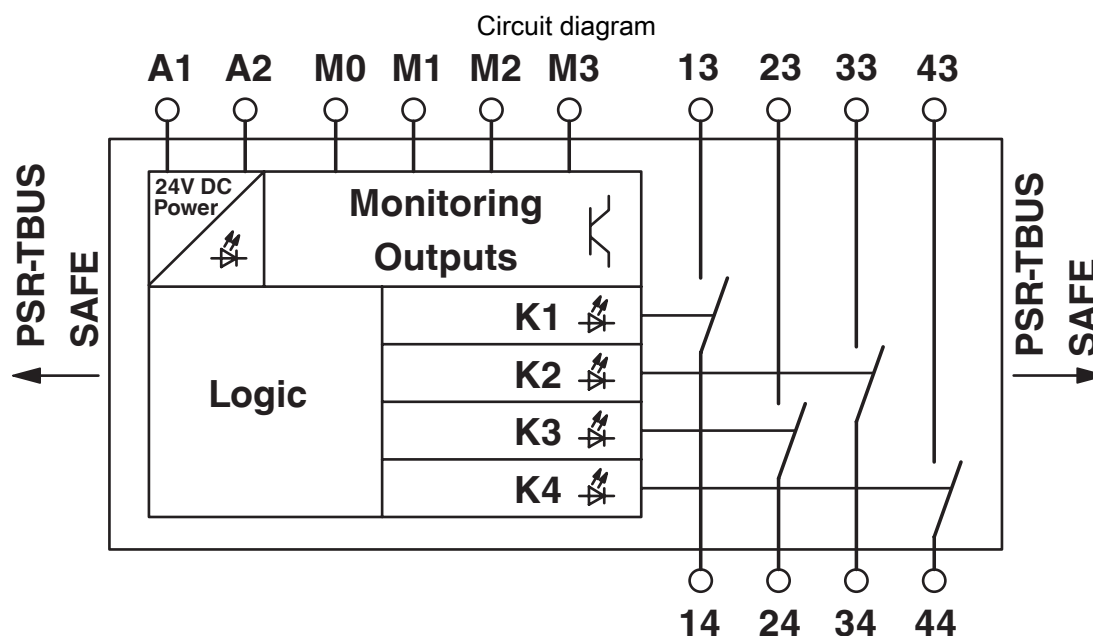 Circuit diagram
A1 A2 M0 M1 M2 M3 13 23 33 43
PSR-TBUS
SAFE
24V DC
Power
Monitoring
Outputs
Logic
K1
K2
K3
K4
PSR-TBUS
SAFE
14 24 34 44